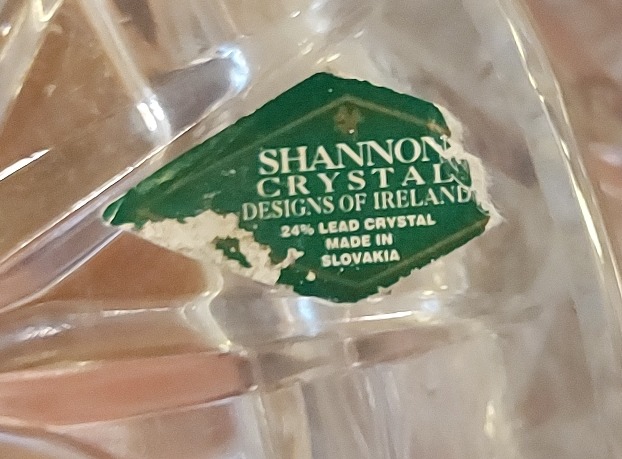 SHANNON
CRYSTAL
DESIGNS OF IRELAND
24% LEAD CRYSTAL
MADE IN
SLOVAKIA